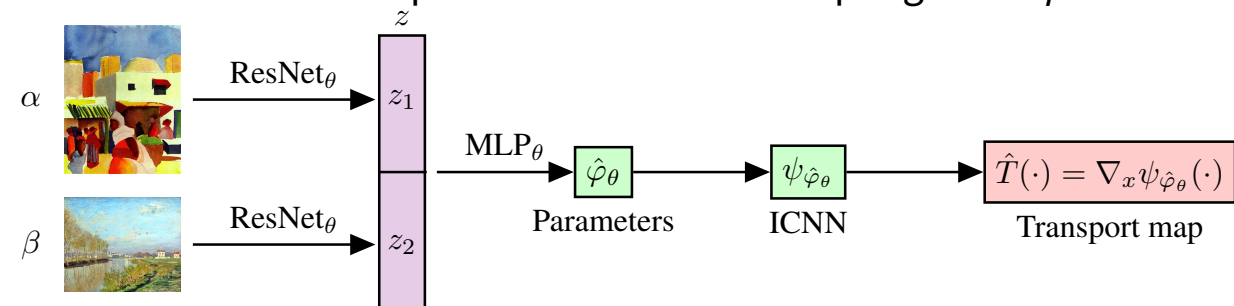 z
α
ResNet_θ
z_1
MLP_θ
φ̂_θ
Parameters
ψ_φ̂_θ
ICNN
T̂(·) = ∇_x ψ_φ̂_θ(·)
Transport map
β
ResNet_θ
z_2